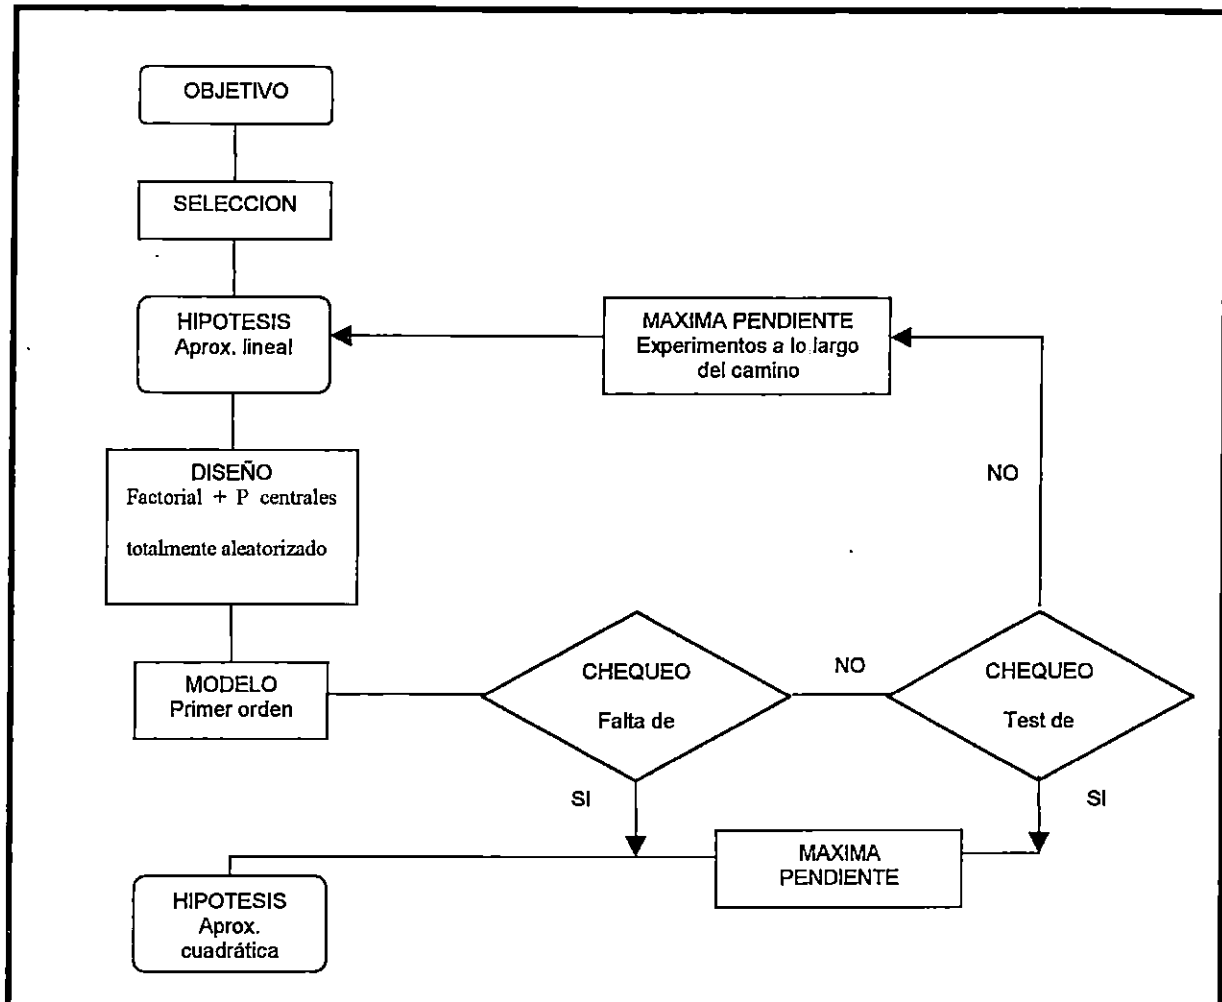 OBJETIVO
SELECCION
HIPOTESIS
Aprox. lineal
MAXIMA PENDIENTE
Experimentos a lo largo
del camino
DISEÑO
Factorial + P centrales
totalmente aleatorizado
NO
MODELO
Primer orden
CHEQUEO
Falta de
NO
CHEQUEO
Test de
SI
SI
MAXIMA
PENDIENTE
HIPOTESIS
Aprox.
cuadrática